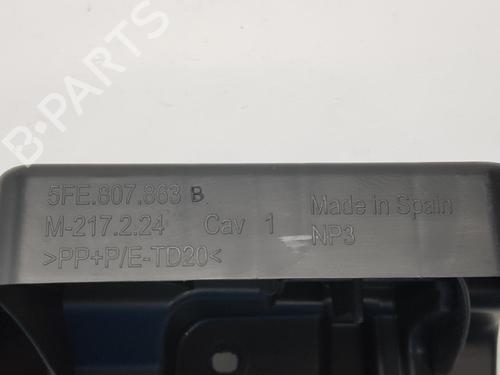 B-PARTS
5FE.807.863 B
M-217.2.24 Cav 1
>PP+P/E-TD20<
Made in Spain
NP3